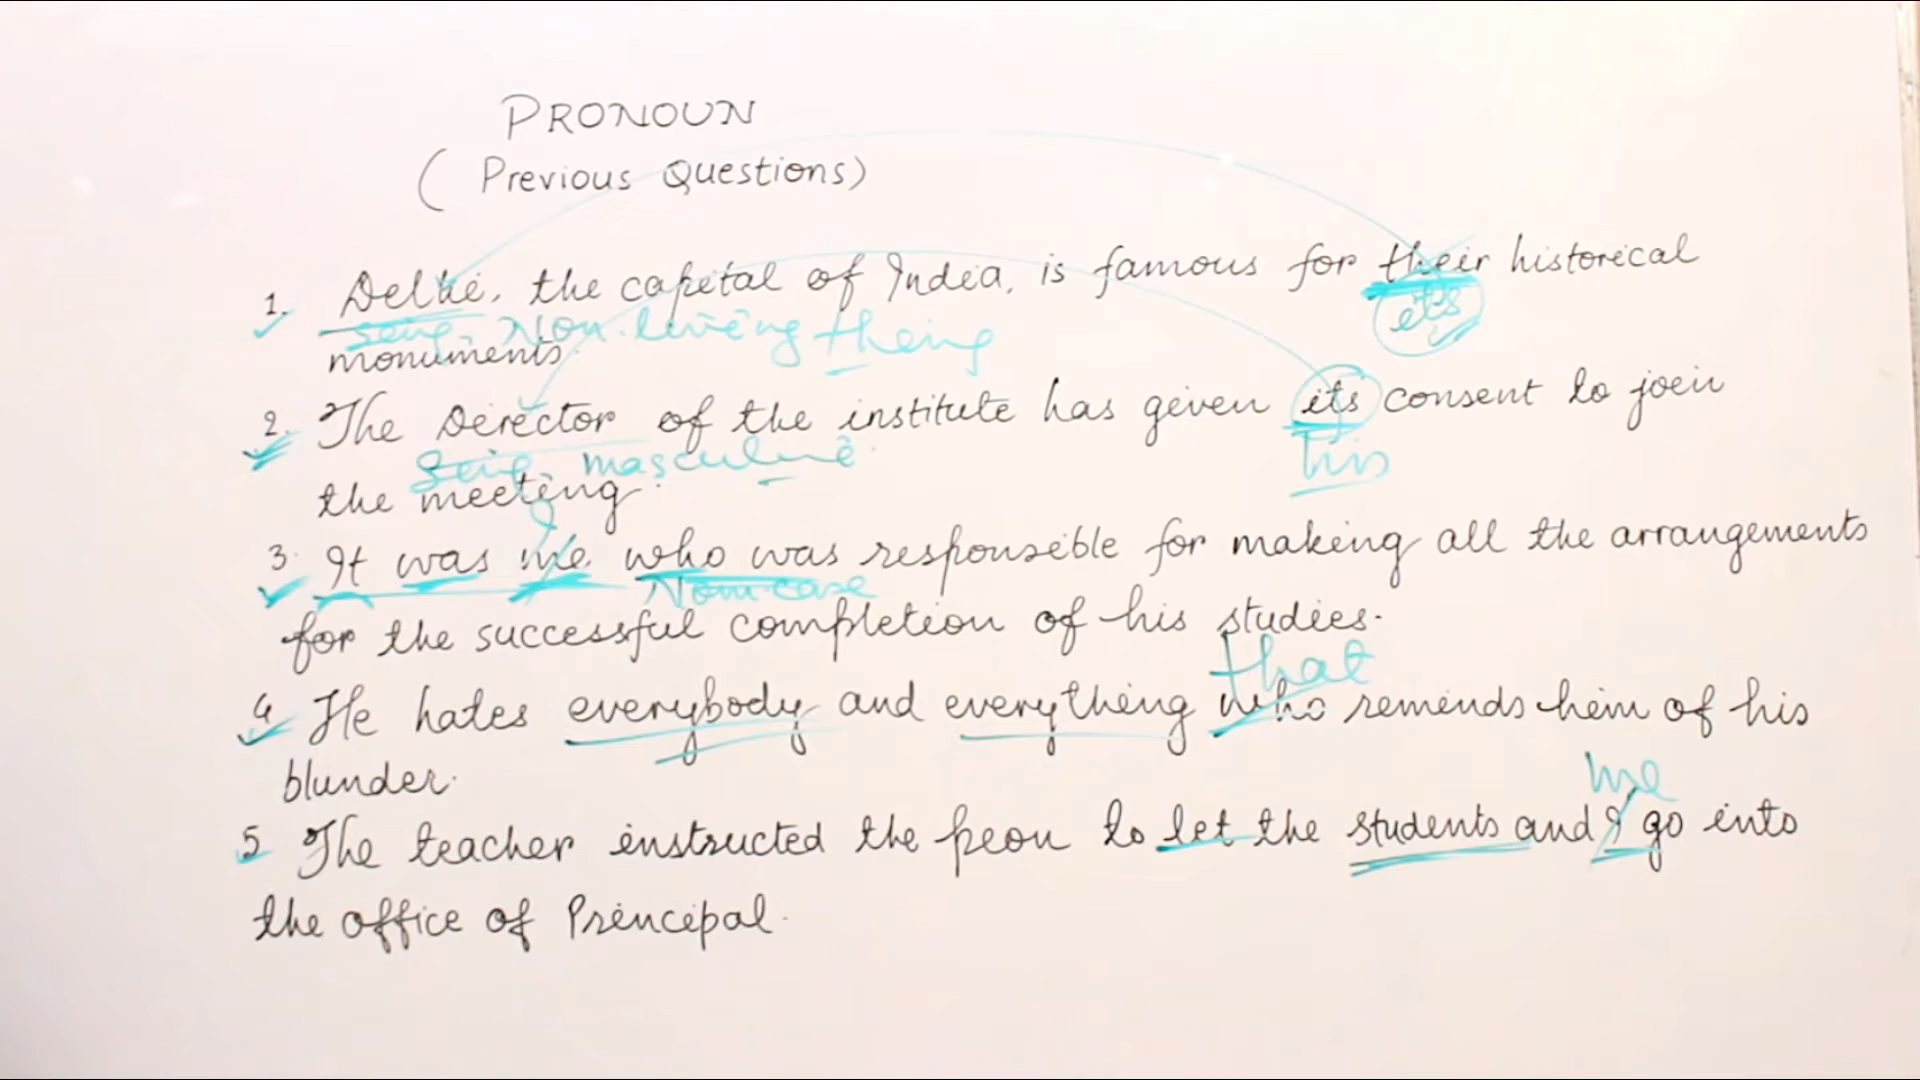 PRONOUN
(Previous Questions)
1. Delhi, the capital of India, is famous for their historical
its
sing. Non-living thing
monuments.
2. The Director of the institute has given its consent to join
Sing. masculine his
the meeting.
I
3. It was me who was responsible for making all the arrangements
Nom. case
for the successful completion of his studies.
that
4 He hates everybody and everything who reminds him of his
blunder.
me
5 The teacher instructed the peon to let the students and I go into
the office of Principal.